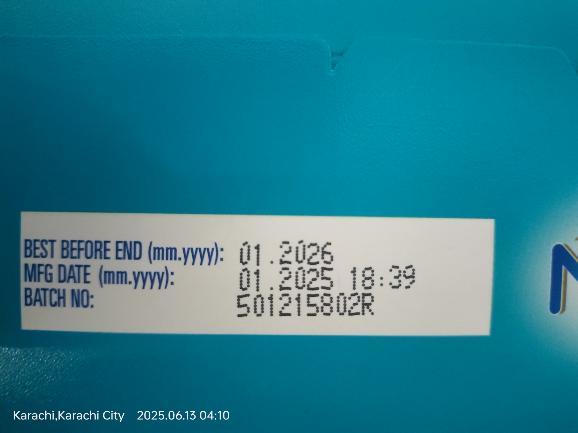 BEST BEFORE END (mm.yyyy): 01.2026
MFG DATE (mm.yyyy): 01.2025 18:39
BATCH NO: 501215802R
Karachi,Karachi City 2025.06.13 04:10